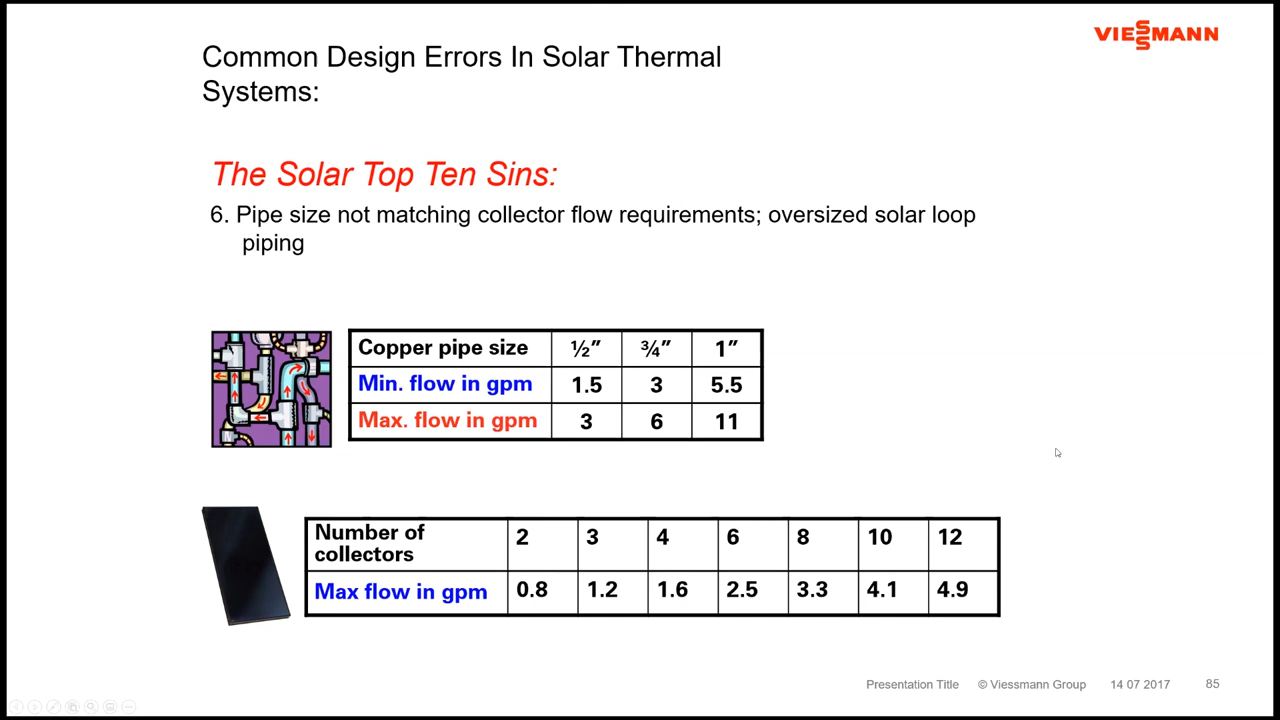 VIESSMANN
Common Design Errors In Solar Thermal
Systems:
The Solar Top Ten Sins:
6. Pipe size not matching collector flow requirements; oversized solar loop
piping
Copper pipe size ½” ¾” 1”
Min. flow in gpm 1.5 3 5.5
Max. flow in gpm 3 6 11
Number of
collectors 2 3 4 6 8 10 12
Max flow in gpm 0.8 1.2 1.6 2.5 3.3 4.1 4.9
Presentation Title © Viessmann Group 14 07 2017 85